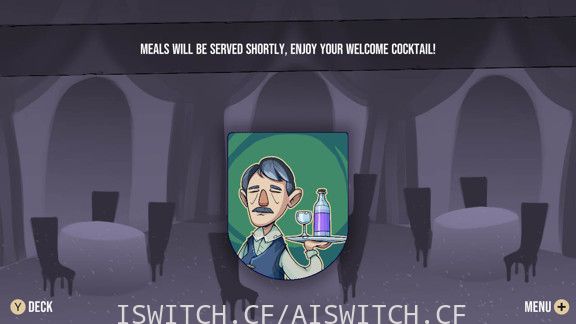 MEALS WILL BE SERVED SHORTLY, ENJOY YOUR WELCOME COCKTAIL!
Y DECK
MENU +
ISWITCH.CF/AISWITCH.CF